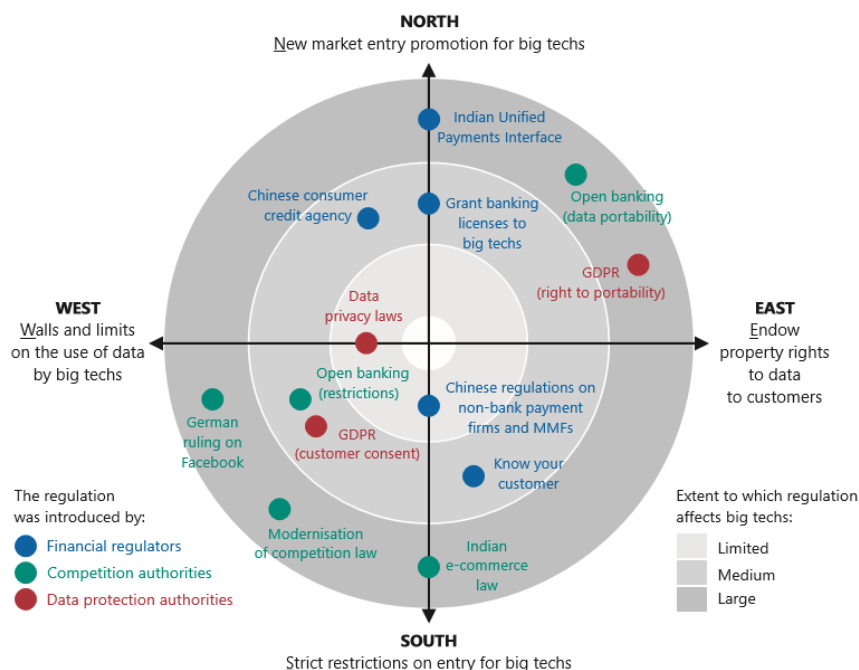 NORTH
New market entry promotion for big techs
Indian Unified
Payments Interface
Chinese consumer
credit agency
Grant banking
licenses to
big techs
Open banking
(data portability)
GDPR
(right to portability)
Data
privacy laws
WEST
Walls and limits
on the use of data
by big techs
EAST
Endow
property rights
to data
to customers
Open banking
(restrictions)
Chinese regulations on
non-bank payment
firms and MMFs
German
ruling on
Facebook
GDPR
(customer consent)
Know your
customer
Modernisation
of competition law
Indian
e-commerce
law
The regulation
was introduced by:
Financial regulators
Competition authorities
Data protection authorities
Extent to which regulation
affects big techs:
Limited
Medium
Large
SOUTH
Strict restrictions on entry for big techs